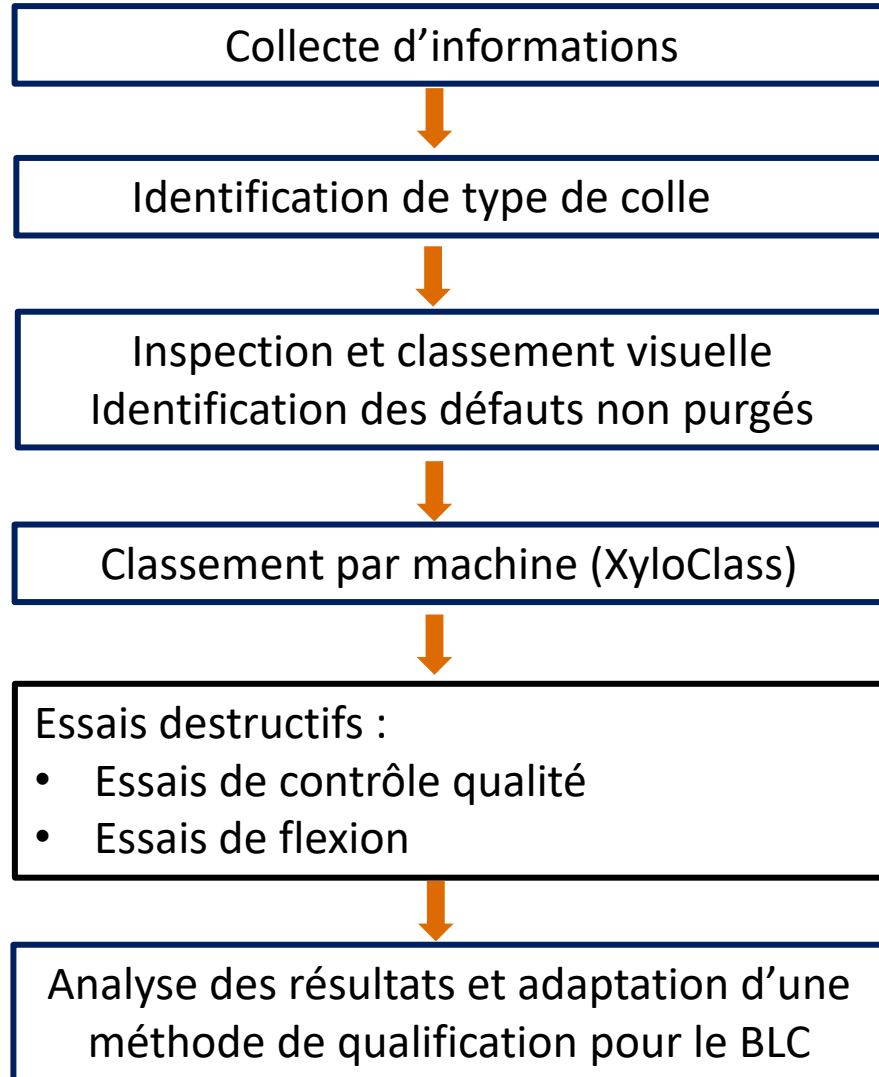 Collecte d’informations
Identification de type de colle
Inspection et classement visuelle
Identification des défauts non purgés
Classement par machine (XyloClass)
Essais destructifs :
• Essais de contrôle qualité
• Essais de flexion
Analyse des résultats et adaptation d’une
méthode de qualification pour le BLC